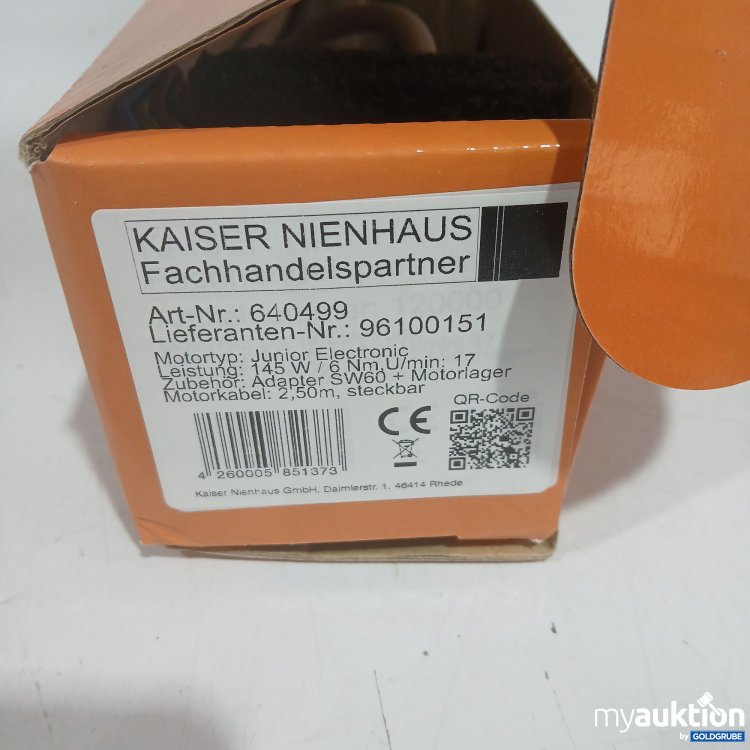 KAISER NIENHAUS
Fachhandelspartner
Art-Nr.: 640499
Lieferanten-Nr.: 96100151
Motortyp: Junior Electronic
Leistung: 145 W / 6 Nm U/min: 17
Zubehör: Adapter SW60 + Motorlager
Motorkabel: 2,50m, steckbar
QR-Code
CE
4 260005 851373
Kaiser Nienhaus GmbH, Daimlerstr. 1, 46414 Rhede
myauktion
by GOLDGRUBE